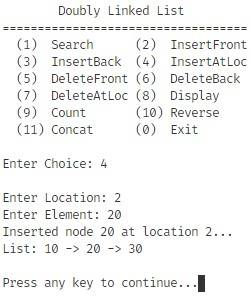 Doubly Linked List
==================================
(1) Search (2) InsertFront
(3) InsertBack (4) InsertAtLoc
(5) DeleteFront (6) DeleteBack
(7) DeleteAtLoc (8) Display
(9) Count (10) Reverse
(11) Concat (0) Exit
Enter Choice: 4
Enter Location: 2
Enter Element: 20
Inserted node 20 at location 2...
List: 10 -> 20 -> 30
Press any key to continue...